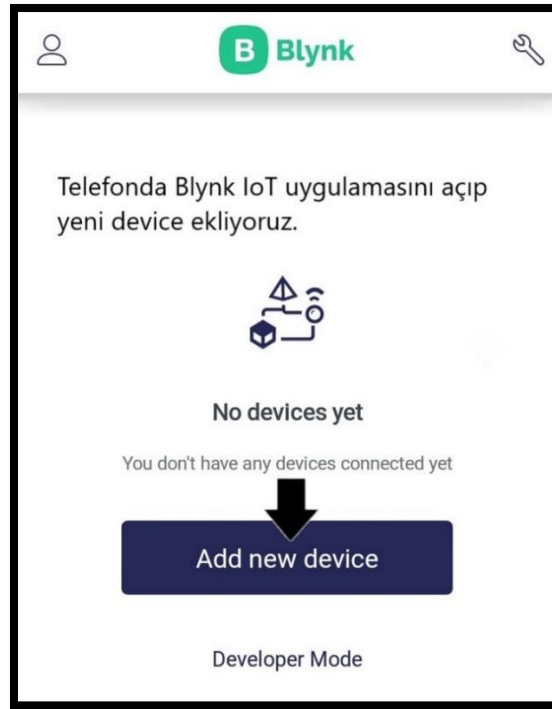 B Blynk
Telefonda Blynk IoT uygulamasını açıp
yeni device ekliyoruz.
No devices yet
You don't have any devices connected yet
Add new device
Developer Mode